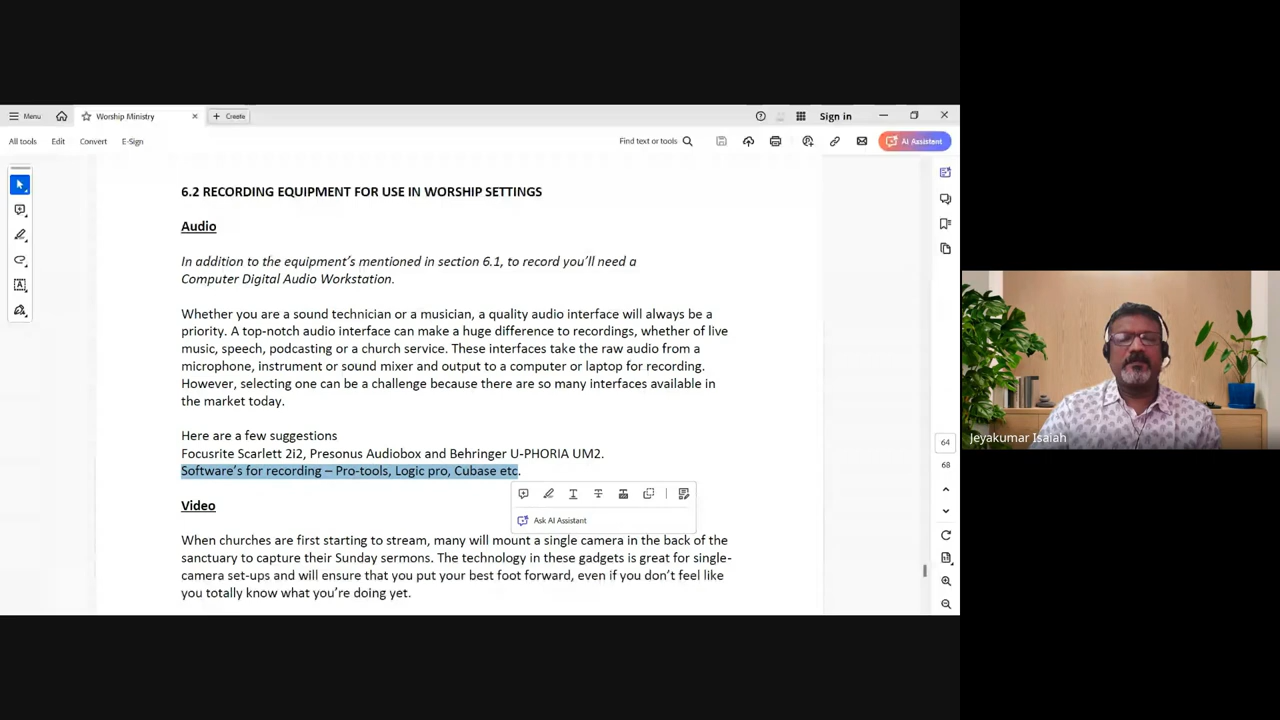 Menu
Worship Ministry
Create
Sign in
All tools
Edit
Convert
E-Sign
Find text or tools
AI Assistant
6.2 RECORDING EQUIPMENT FOR USE IN WORSHIP SETTINGS
Audio
In addition to the equipment's mentioned in section 6.1, to record you'll need a
Computer Digital Audio Workstation.
Whether you are a sound technician or a musician, a quality audio interface will always be a
priority. A top-notch audio interface can make a huge difference to recordings, whether of live
music, speech, podcasting or a church service. These interfaces take the raw audio from a
microphone, instrument or sound mixer and output to a computer or laptop for recording.
However, selecting one can be a challenge because there are so many interfaces available in
the market today.
Here are a few suggestions
Focusrite Scarlett 2i2, Presonus Audiobox and Behringer U-PHORIA UM2.
Software's for recording – Pro-tools, Logic pro, Cubase etc.
Ask AI Assistant
Video
When churches are first starting to stream, many will mount a single camera in the back of the
sanctuary to capture their Sunday sermons. The technology in these gadgets is great for single-
camera set-ups and will ensure that you put your best foot forward, even if you don't feel like
you totally know what you're doing yet.
64
68
Jeyakumar Isaiah